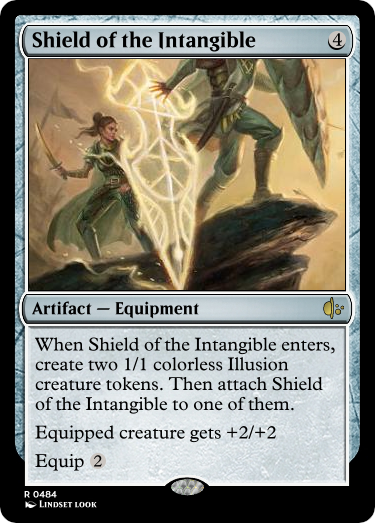 Shield of the Intangible 4
Artifact — Equipment
When Shield of the Intangible enters,
create two 1/1 colorless Illusion
creature tokens. Then attach Shield
of the Intangible to one of them.
Equipped creature gets +2/+2
Equip 2
R 0484
LINDSET LOOK